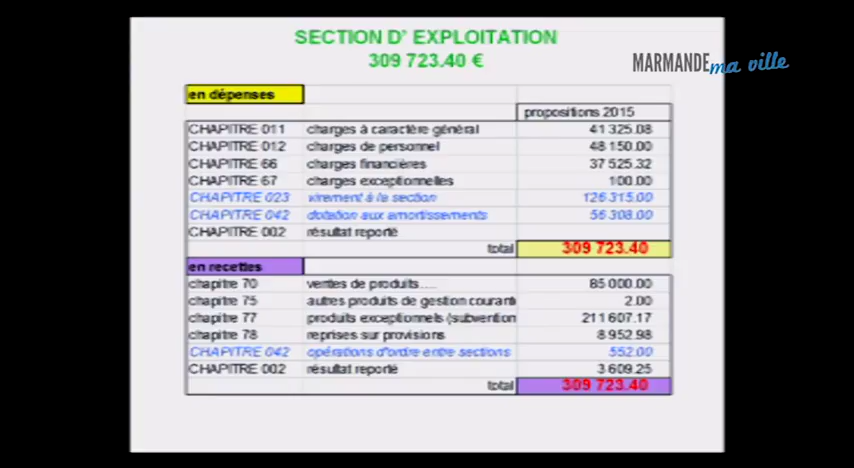 SECTION D' EXPLOITATION
309 723.40 €
MARMANDE ma ville
en dépenses
propositions 2015
CHAPITRE 011 charges à caractère général 41 325.08
CHAPITRE 012 charges de personnel 48 150.00
CHAPITRE 66 charges financières 37 525.32
CHAPITRE 67 charges exceptionnelles 100.00
CHAPITRE 023 virement à la section 126 315.00
CHAPITRE 042 dotation aux amortissements 56 308.00
CHAPITRE 002 résultat reporté
total 309 723.40
en recettes
chapitre 70 ventes de produits.... 85 000.00
chapitre 75 autres produits de gestion courant 2.00
chapitre 77 produits exceptionnels (subvention 211 607.17
chapitre 78 reprises sur provisions 8 952.98
CHAPITRE 042 opérations d'ordre entre sections 552.00
CHAPITRE 002 résultat reporté 3 609.25
total 309 723.40